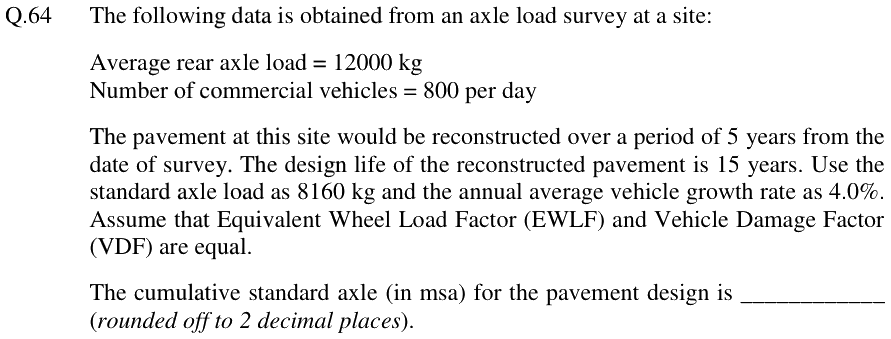 Q.64 The following data is obtained from an axle load survey at a site:
Average rear axle load = 12000 kg
Number of commercial vehicles = 800 per day
The pavement at this site would be reconstructed over a period of 5 years from the
date of survey. The design life of the reconstructed pavement is 15 years. Use the
standard axle load as 8160 kg and the annual average vehicle growth rate as 4.0%.
Assume that Equivalent Wheel Load Factor (EWLF) and Vehicle Damage Factor
(VDF) are equal.
The cumulative standard axle (in msa) for the pavement design is ____________
(rounded off to 2 decimal places).